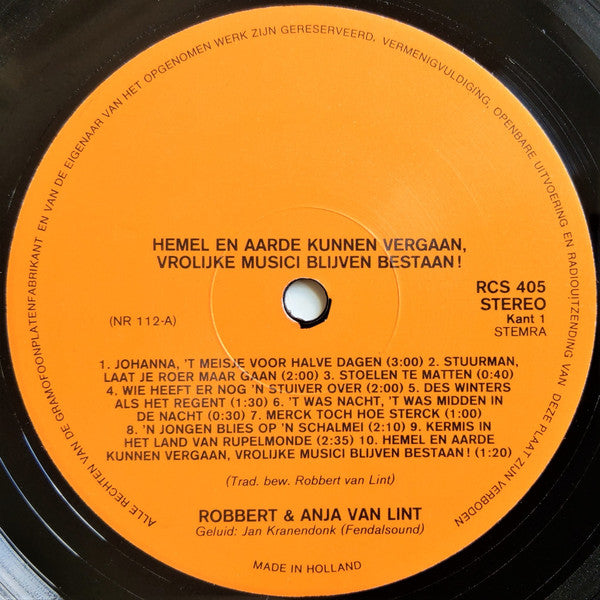 ALLE RECHTEN VAN DE GRAMOFOONPLATENFABRIKANT EN VAN DE EIGENAAR VAN HET OPGENOMEN WERK ZIJN GERESERVEERD, VERMENIGVULDIGING, OPENBARE UITVOERING EN RADIOUITZENDING VAN DEZE PLAAT ZIJN VERBODEN
HEMEL EN AARDE KUNNEN VERGAAN,
VROLIJKE MUSICI BLIJVEN BESTAAN!
RCS 405
STEREO
(NR 112-A)
Kant 1
STEMRA
1. JOHANNA, 'T MEISJE VOOR HALVE DAGEN (3:00) 2. STUURMAN,
LAAT JE ROER MAAR GAAN (2:00) 3. STOELEN TE MATTEN (0:40)
4. WIE HEEFT ER NOG 'N STUIVER OVER (2:00) 5. DES WINTERS
ALS HET REGENT (1:30) 6. 'T WAS NACHT, 'T WAS MIDDEN IN
DE NACHT (0:30) 7. MERCK TOCH HOE STERCK (1:00)
8. 'N JONGEN BLIES OP 'N SCHALMEI (2:10) 9. KERMIS IN
HET LAND VAN RUPELMONDE (2:35) 10. HEMEL EN AARDE
KUNNEN VERGAAN, VROLIJKE MUSICI BLIJVEN BESTAAN! (1:20)
(Trad. bew. Robbert van Lint)
ROBBERT & ANJA VAN LINT
Geluid: Jan Kranendonk (Fendalsound)
MADE IN HOLLAND